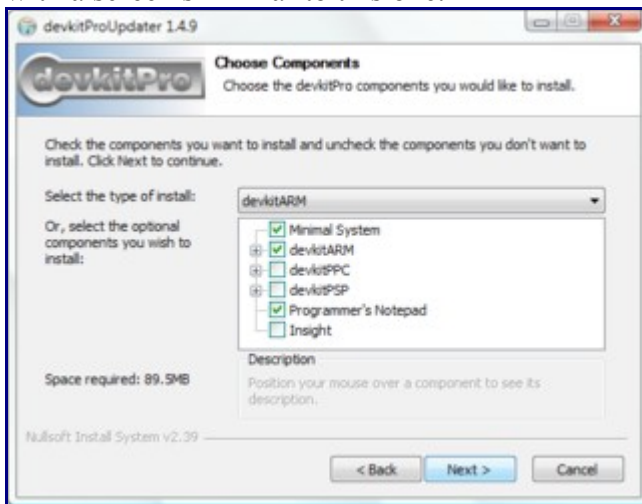 devkitProUpdater 1.4.9
devkitPro
Choose Components
Choose the devkitPro components you would like to install.
Check the components you want to install and uncheck the components you don't want to
install. Click Next to continue.
Select the type of install:
devkitARM
Or, select the optional
components you wish to
install:
Minimal System
devkitARM
devkitPPC
devkitPSP
Programmer's Notepad
Insight
Space required: 89.5MB
Description
Position your mouse over a component to see its
description.
Nullsoft Install System v2.39
< Back
Next >
Cancel